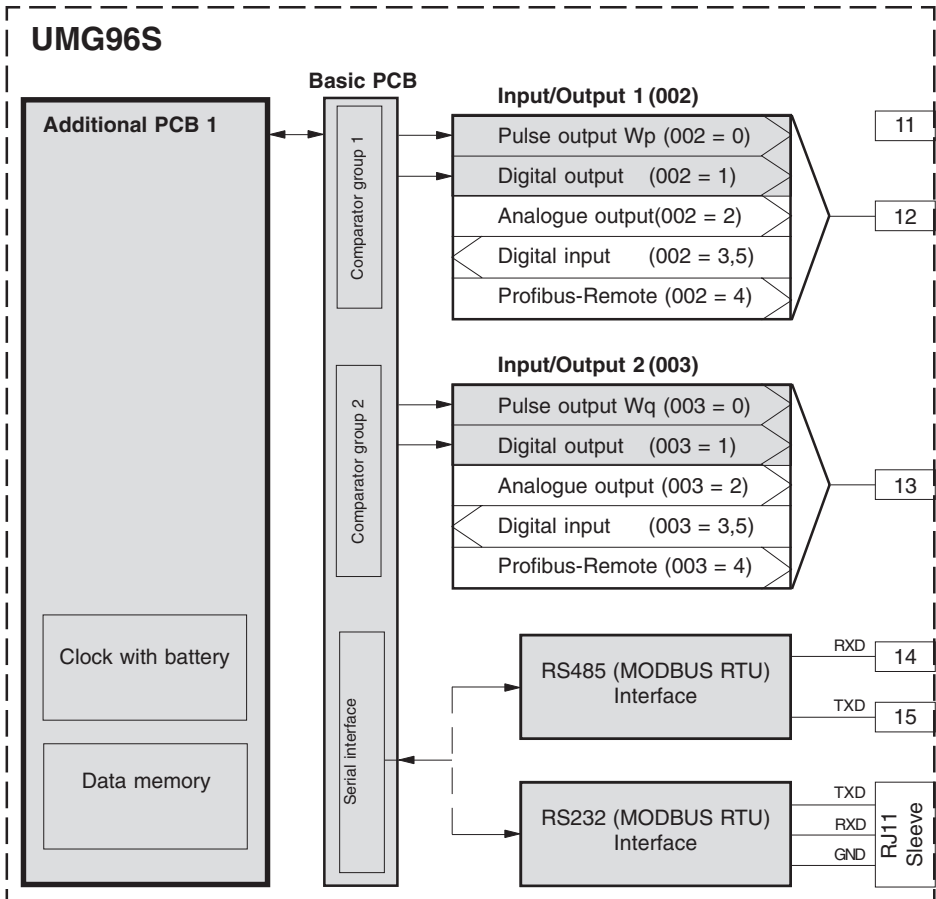 UMG96S
Basic PCB
Additional PCB 1
Clock with battery
Data memory
Comparator group 1
Comparator group 2
Serial interface
Input/Output 1 (002)
Pulse output Wp (002 = 0)
Digital output (002 = 1)
Analogue output(002 = 2)
Digital input (002 = 3,5)
Profibus-Remote (002 = 4)
11
12
Input/Output 2 (003)
Pulse output Wq (003 = 0)
Digital output (003 = 1)
Analogue output (003 = 2)
Digital input (003 = 3,5)
Profibus-Remote (003 = 4)
13
RS485 (MODBUS RTU)
Interface
RXD
14
TXD
15
RS232 (MODBUS RTU)
Interface
TXD
RXD
GND
RJ11
Sleeve